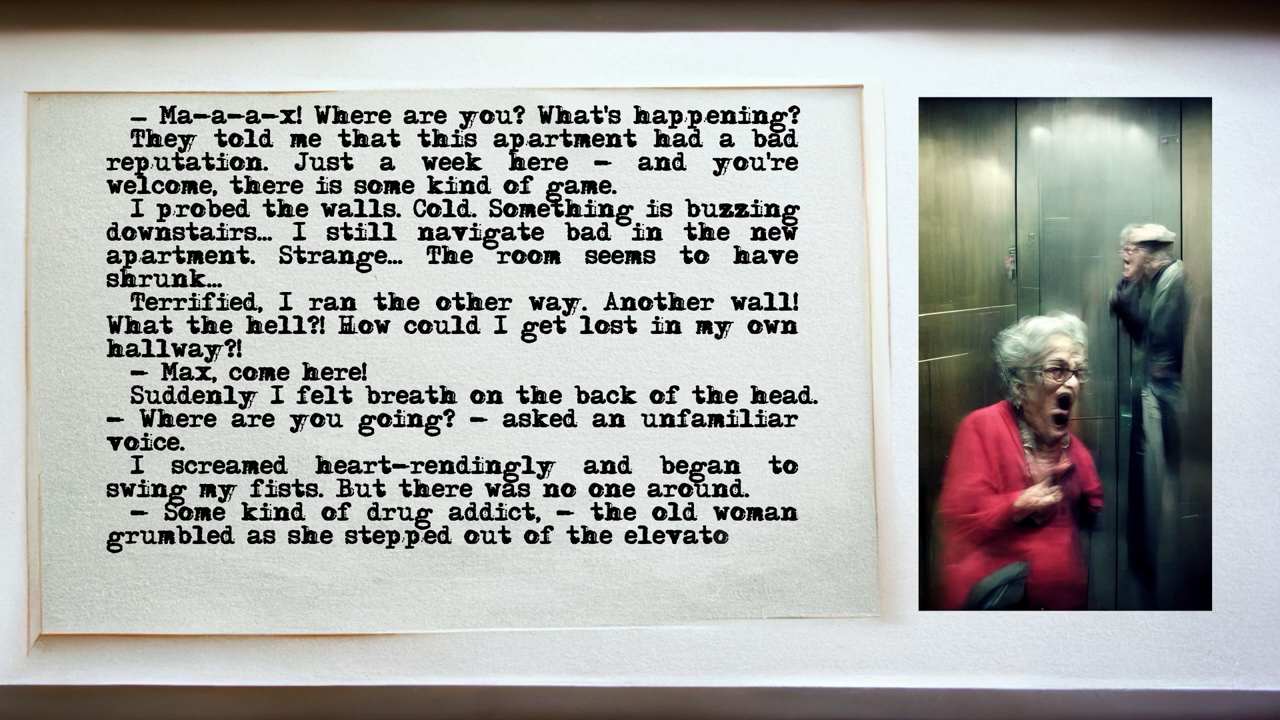 – Ma-a-a-x! Where are you? What's happening?
They told me that this apartment had a bad
reputation. Just a week here – and you're
welcome, there is some kind of game.
I probed the walls. Cold. Something is buzzing
downstairs… I still navigate bad in the new
apartment. Strange… The room seems to have
shrunk…
Terrified, I ran the other way. Another wall!
What the hell?! How could I get lost in my own
hallway?!
– Max, come here!
Suddenly I felt breath on the back of the head.
– Where are you going? – asked an unfamiliar
voice.
I screamed heart-rendingly and began to
swing my fists. But there was no one around.
– Some kind of drug addict, – the old woman
grumbled as she stepped out of the elevato